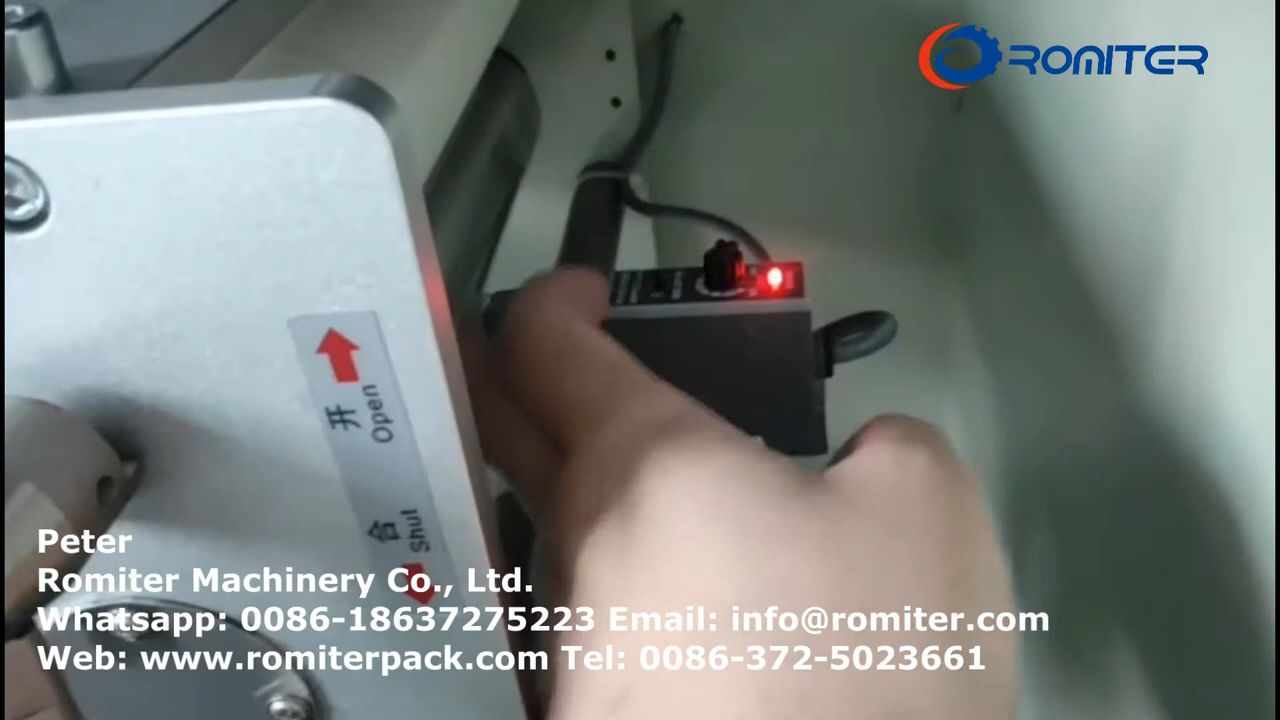 ROMITER
开
Open
合
Shut
Peter
Romiter Machinery Co., Ltd.
Whatsapp: 0086-18637275223 Email: info@romiter.com
Web: www.romiterpack.com Tel: 0086-372-5023661